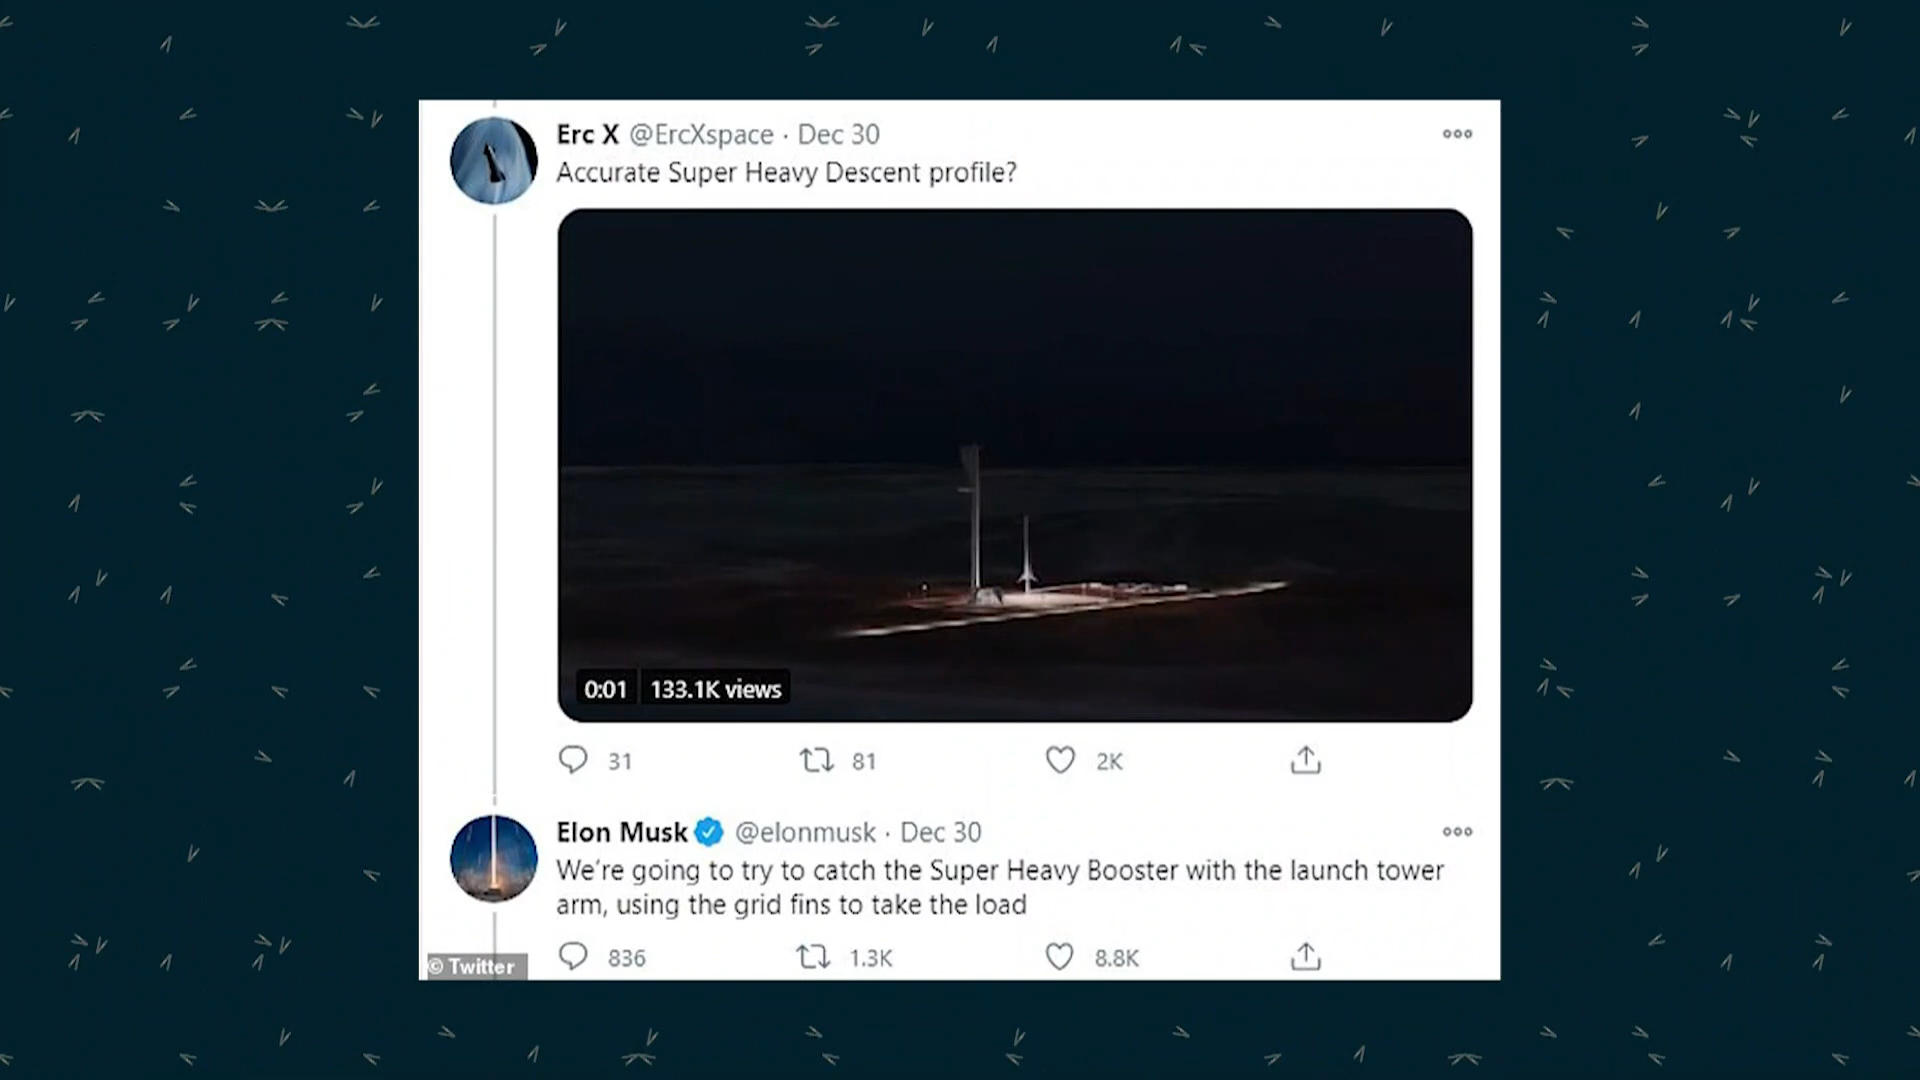 Erc X @ErcXspace · Dec 30
Accurate Super Heavy Descent profile?
0:01 133.1K views
31 81 2K
Elon Musk @elonmusk · Dec 30
We're going to try to catch the Super Heavy Booster with the launch tower
arm, using the grid fins to take the load
836 1.3K 8.8K
© Twitter